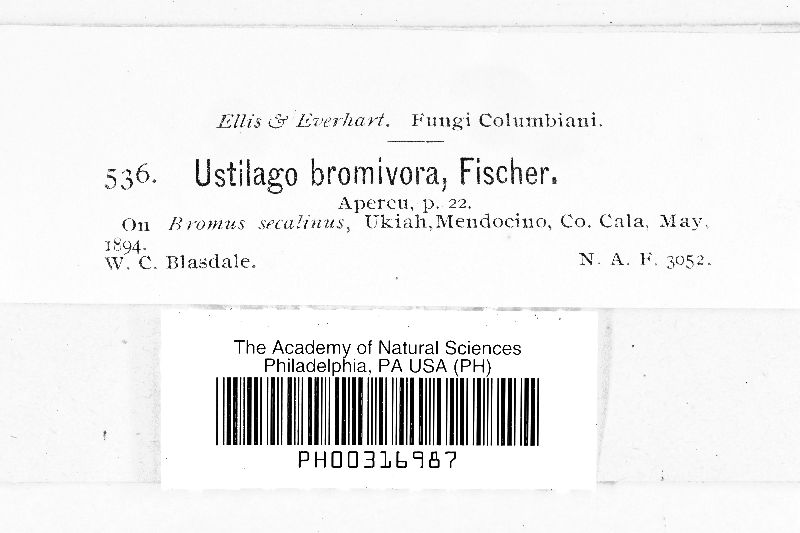 Ellis & Everhart. Fungi Columbiani.
536. Ustilago bromivora, Fischer.
Apercu, p. 22.
On Bromus secalinus, Ukiah, Mendocino, Co. Cala, May,
1894.
W. C. Blasdale. N. A. F. 3052.
The Academy of Natural Sciences
Philadelphia, PA USA (PH)
PH00316987